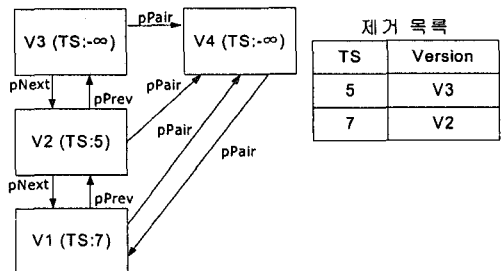 V3 (TS:-∞)
pPair
V4 (TS:-∞)
pNext
pPrev
pPair
V2 (TS:5)
pPair
pPair
pNext
pPrev
V1 (TS:7)
제거 목록
TS Version
5 V3
7 V2